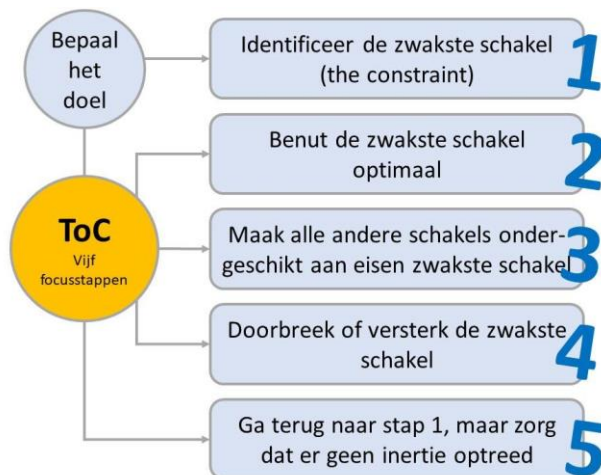 Bepaal
het
doel
Identificeer de zwakste schakel
(the constraint)
1
Benut de zwakste schakel
optimaal
2
ToC
Vijf
focusstappen
Maak alle andere schakels onder-
geschikt aan eisen zwakste schakel
3
Doorbreek of versterk de zwakste
schakel
4
Ga terug naar stap 1, maar zorg
dat er geen inertie optreed
5